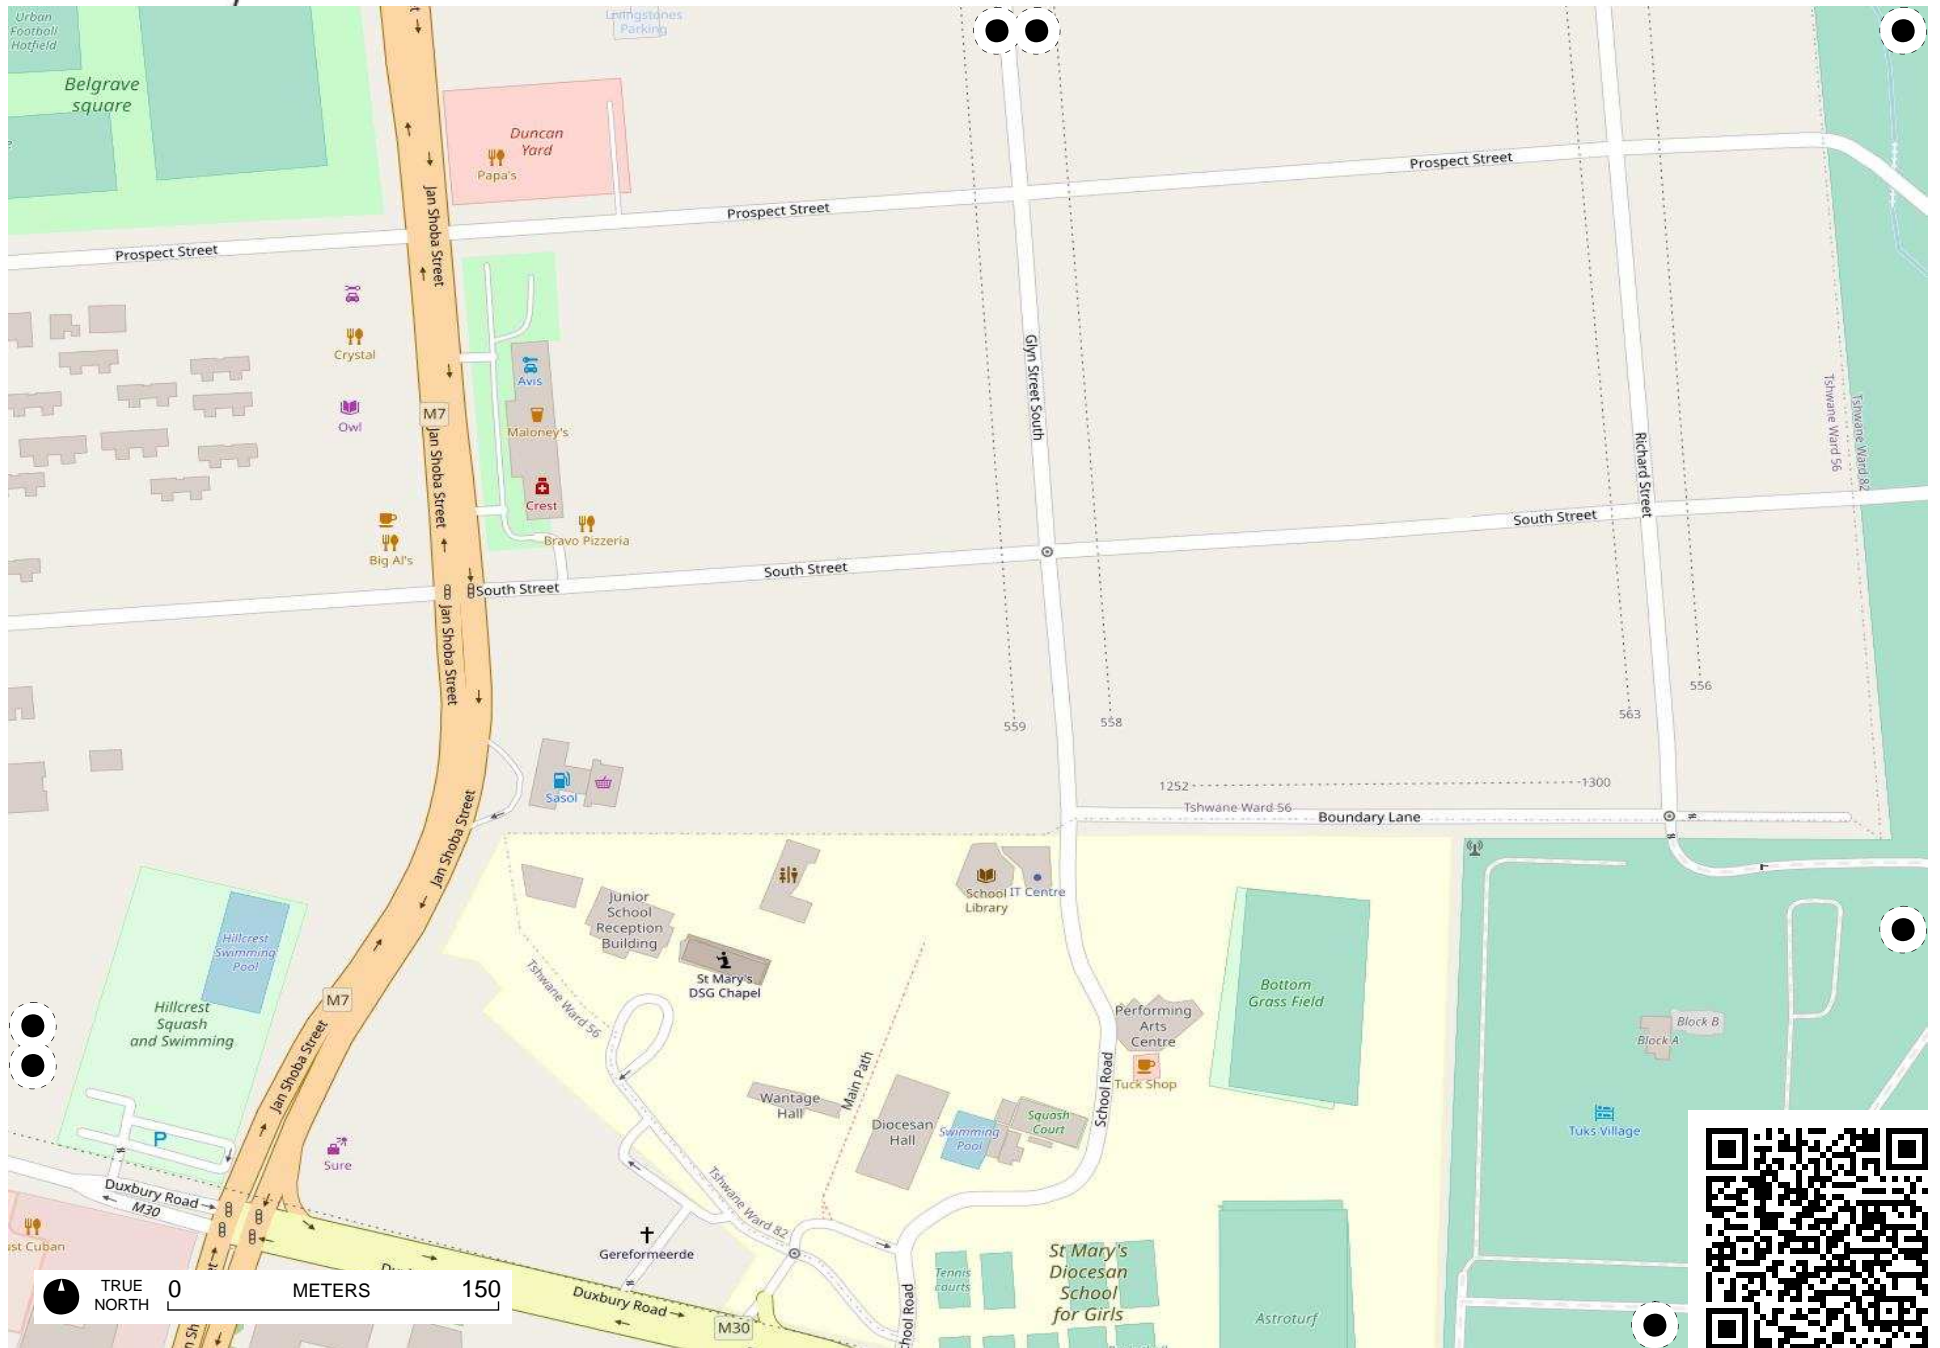 Urban
Football
Hatfield
Livingstones
Parking
Belgrave
square
Duncan
Yard
Papa's
Jan Shoba Street
Prospect Street
Prospect Street
Prospect Street
Crystal
Owl
Avis
Maloney's
Crest
Bravo Pizzeria
Big Al's
M7
Jan Shoba Street
Glyn Street South
Richard Street
Tshwane Ward 56
Tshwane Ward 82
South Street
South Street
South Street
Jan Shoba Street
559
558
563
556
1252
1300
Tshwane Ward 56
Boundary Lane
Sasol
Jan Shoba Street
Junior
School
Reception
Building
School
Library
IT Centre
St Mary's
DSG Chapel
Hillcrest
Swimming
Pool
Hillcrest
Squash
and Swimming
M7
Jan Shoba Street
Tshwane Ward 56
Bottom
Grass Field
Performing
Arts
Centre
Tuck Shop
School Road
Block B
Block A
Tuks Village
Main Path
Wantage
Hall
Diocesan
Hall
Swimming
Pool
Squash
Court
P
Sure
Duxbury Road
M30
Tshwane Ward 82
Gereformeerde
ust Cuban
Tennis
courts
St Mary's
Diocesan
School
for Girls
Astroturf
Duxbury Road
M30
hool Road
TRUE
NORTH
0
METERS
150